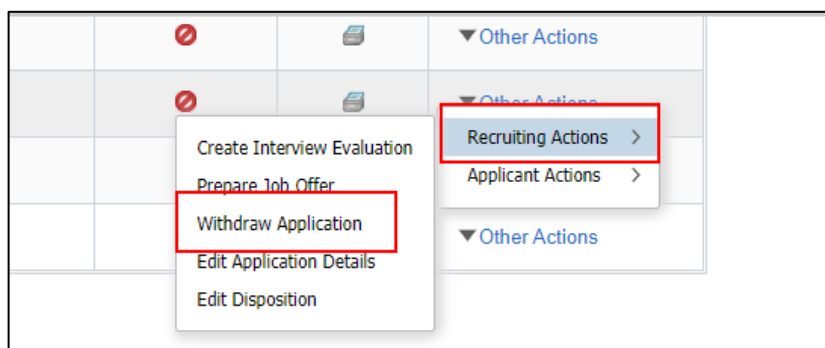 Other Actions
Other Actions
Recruiting Actions
Applicant Actions
Create Interview Evaluation
Prepare Job Offer
Withdraw Application
Edit Application Details
Edit Disposition
Other Actions